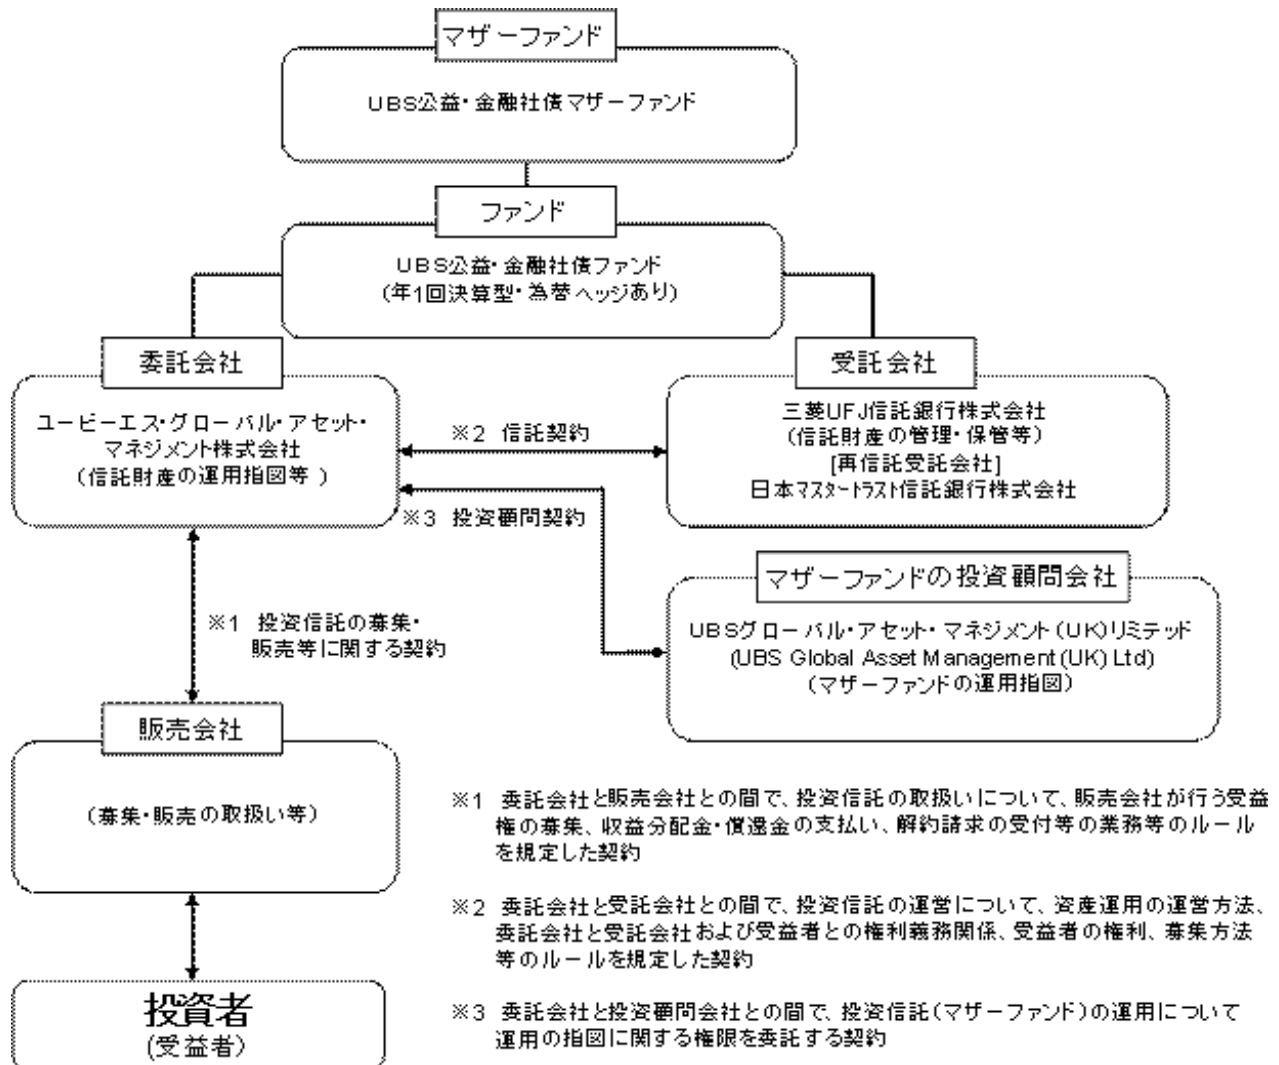 マザーファンド
UBS公益・金融社債マザーファンド
ファンド
UBS公益・金融社債ファンド
(年1回決算型・為替ヘッジあり)
委託会社
ユービーエス・グローバル・アセット・
マネジメント株式会社
(信託財産の運用指図等 )
受託会社
三菱UFJ信託銀行株式会社
(信託財産の管理・保管等)
[再信託受託会社]
日本マスタートラスト信託銀行株式会社
※2 信託契約
※3 投資顧問契約
マザーファンドの投資顧問会社
UBSグローバル・アセット・マネジメント(UK)リミテッド
(UBS Global Asset Management (UK) Ltd)
(マザーファンドの運用指図)
※1 投資信託の募集・
販売等に関する契約
販売会社
(募集・販売の取扱い等)
投資者
(受益者)
※1 委託会社と販売会社との間で、投資信託の取扱いについて、販売会社が行う受益
権の募集、収益分配金・償還金の支払い、解約請求の受付等の業務等のルール
を規定した契約
※2 委託会社と受託会社との間で、投資信託の運営について、資産運用の運営方法、
委託会社と受託会社および受益者との権利義務関係、受益者の権利、募集方法
等のルールを規定した契約
※3 委託会社と投資顧問会社との間で、投資信託(マザーファンド)の運用について
運用の指図に関する権限を委託する契約